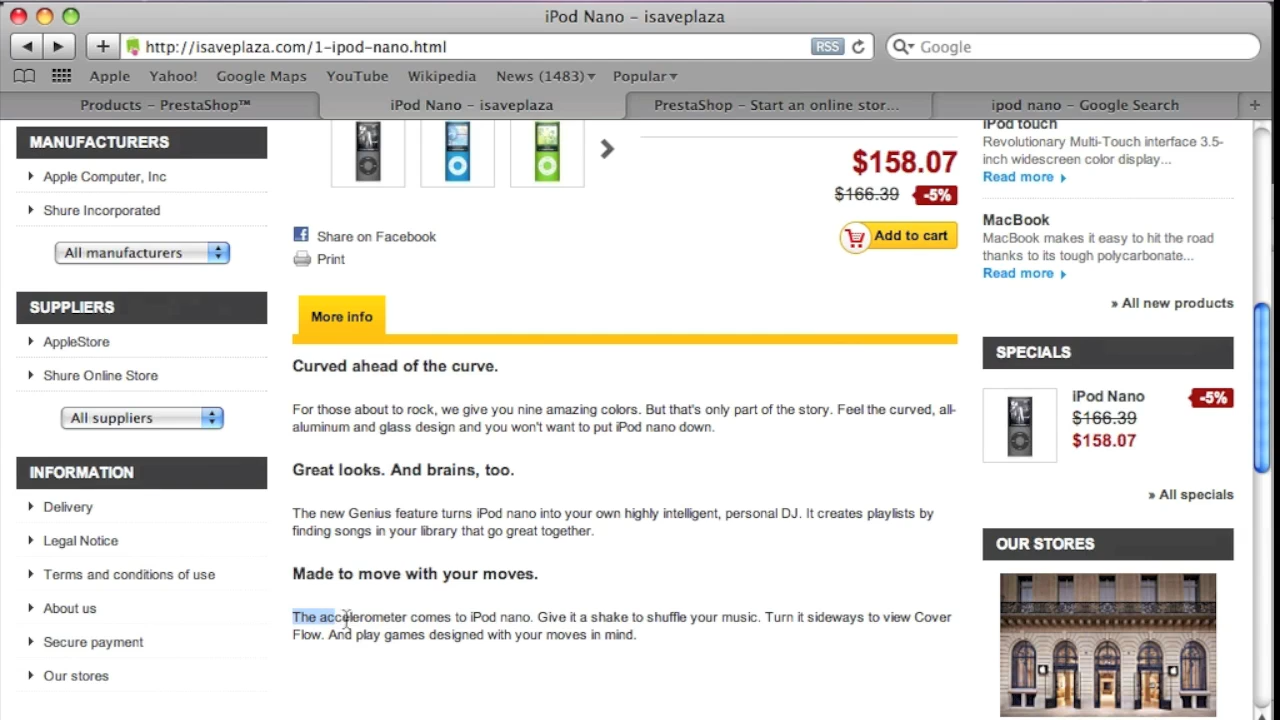 iPod Nano – isaveplaza
http://isaveplaza.com/1-ipod-nano.html
RSS
Google
Apple
Yahoo!
Google Maps
YouTube
Wikipedia
News (1483)▾
Popular▾
Products – PrestaShop™
iPod Nano – isaveplaza
PrestaShop – Start an online stor...
ipod nano – Google Search
MANUFACTURERS
Apple Computer, Inc
Shure Incorporated
All manufacturers
SUPPLIERS
AppleStore
Shure Online Store
All suppliers
INFORMATION
Delivery
Legal Notice
Terms and conditions of use
About us
Secure payment
Our stores
$158.07
$166.39
-5%
Add to cart
Share on Facebook
Print
More info
Curved ahead of the curve.
For those about to rock, we give you nine amazing colors. But that's only part of the story. Feel the curved, all-
aluminum and glass design and you won't want to put iPod nano down.
Great looks. And brains, too.
The new Genius feature turns iPod nano into your own highly intelligent, personal DJ. It creates playlists by
finding songs in your library that go great together.
Made to move with your moves.
The accelerometer comes to iPod nano. Give it a shake to shuffle your music. Turn it sideways to view Cover
Flow. And play games designed with your moves in mind.
iPod touch
Revolutionary Multi-Touch interface 3.5-
inch widescreen color display...
Read more
MacBook
MacBook makes it easy to hit the road
thanks to its tough polycarbonate...
Read more
» All new products
SPECIALS
iPod Nano
-5%
$166.39
$158.07
» All specials
OUR STORES